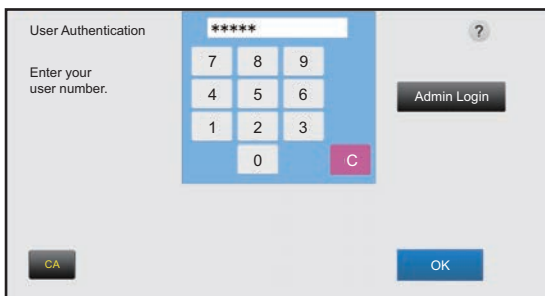 User Authentication
*****
?
Enter your
user number.
7 8 9
4 5 6
Admin Login
1 2 3
0 C
CA
OK